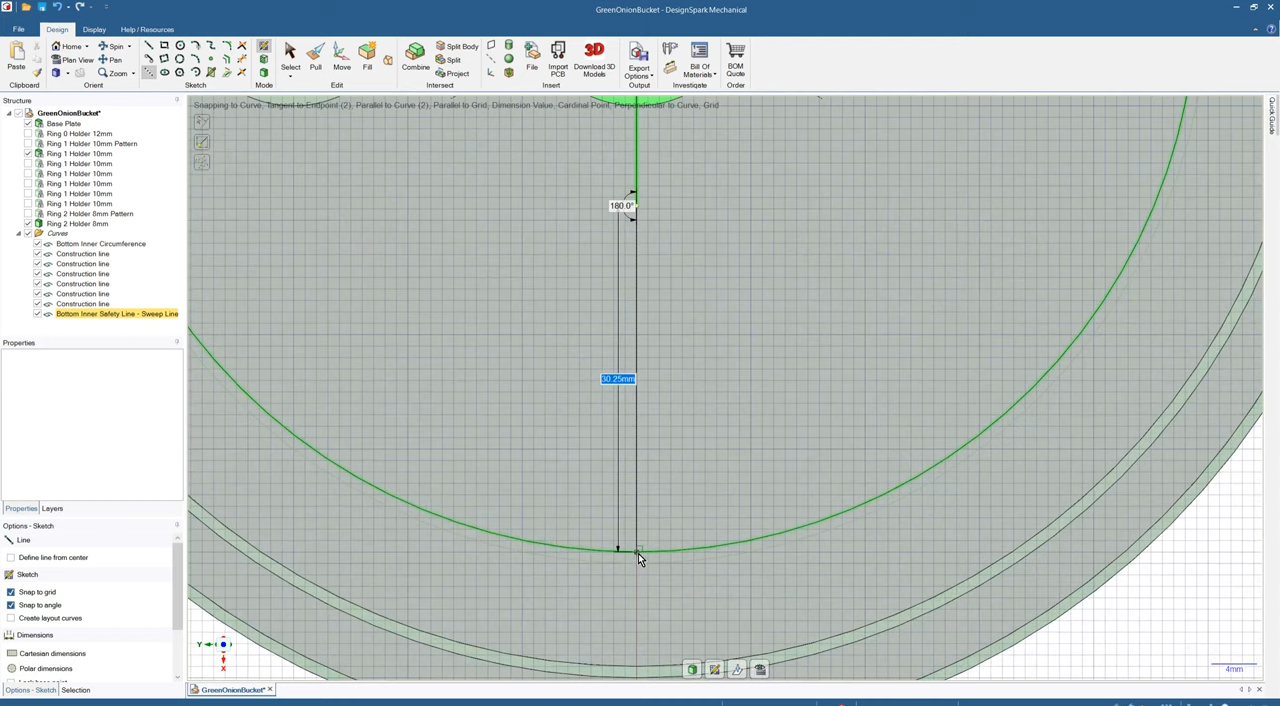 GreenOnionBucket - DesignSpark Mechanical
File
Design
Display
Help / Resources
Paste
Home
Spin
Plan View
Pan
Zoom
Select
Pull
Move
Fill
Combine
Split Body
Split
Project
File
Import PCB
Download 3D Models
Export Options
Bill Of Materials
BOM Quote
Clipboard
Orient
Sketch
Mode
Edit
Intersect
Insert
Output
Investigate
Order
Structure
GreenOnionBucket*
Base Plate
Ring 0 Holder 12mm
Ring 1 Holder 10mm Pattern
Ring 1 Holder 10mm
Ring 1 Holder 10mm
Ring 1 Holder 10mm
Ring 1 Holder 10mm
Ring 1 Holder 10mm
Ring 1 Holder 10mm
Ring 2 Holder 8mm Pattern
Ring 2 Holder 8mm
Curves
Bottom Inner Circumference
Construction line
Construction line
Construction line
Construction line
Construction line
Construction line
Bottom Inner Safety Line - Sweep Line
Properties
Properties
Layers
Options - Sketch
Line
Define line from center
Sketch
Snap to grid
Snap to angle
Create layout curves
Dimensions
Cartesian dimensions
Polar dimensions
Options - Sketch
Selection
Snapping to Curve, Tangent to Endpoint (2), Parallel to Curve (2), Parallel to Grid, Dimension Value, Cardinal Point, Perpendicular to Curve, Grid
180.0°
30.25mm
Y
X
4mm
GreenOnionBucket*
Quick Guide